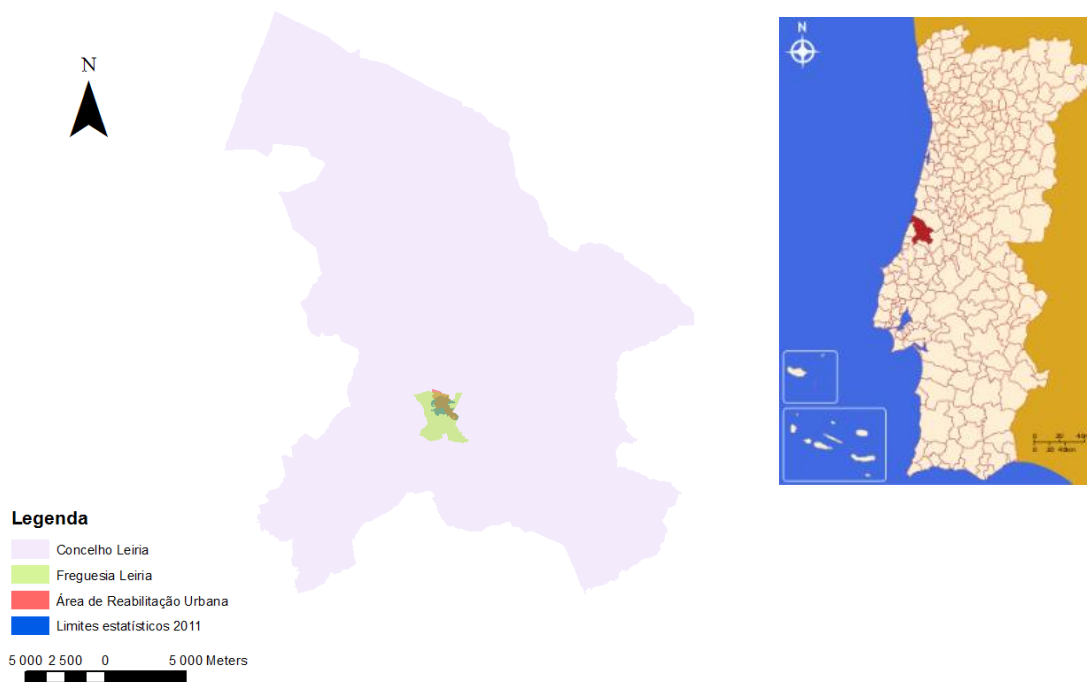 N
N
Legenda
Concelho Leiria
Freguesia Leiria
Área de Reabilitação Urbana
Limites estatísticos 2011
5 000 2 500 0 5 000 Meters